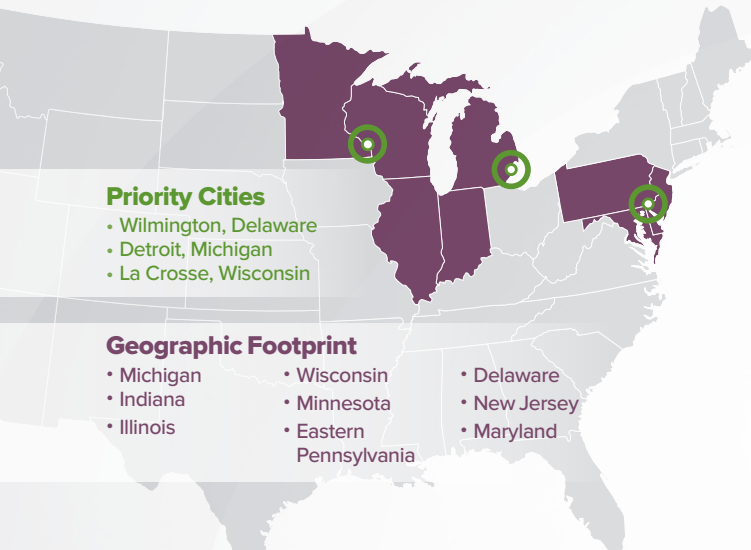 Priority Cities
• Wilmington, Delaware
• Detroit, Michigan
• La Crosse, Wisconsin
Geographic Footprint
• Michigan
• Indiana
• Illinois
• Wisconsin
• Minnesota
• Eastern
Pennsylvania
• Delaware
• New Jersey
• Maryland